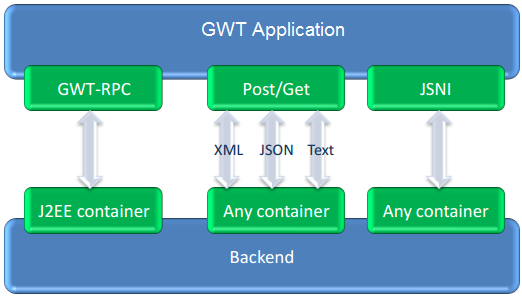 GWT Application
GWT-RPC
Post/Get
JSNI
XML
JSON
Text
J2EE container
Any container
Any container
Backend